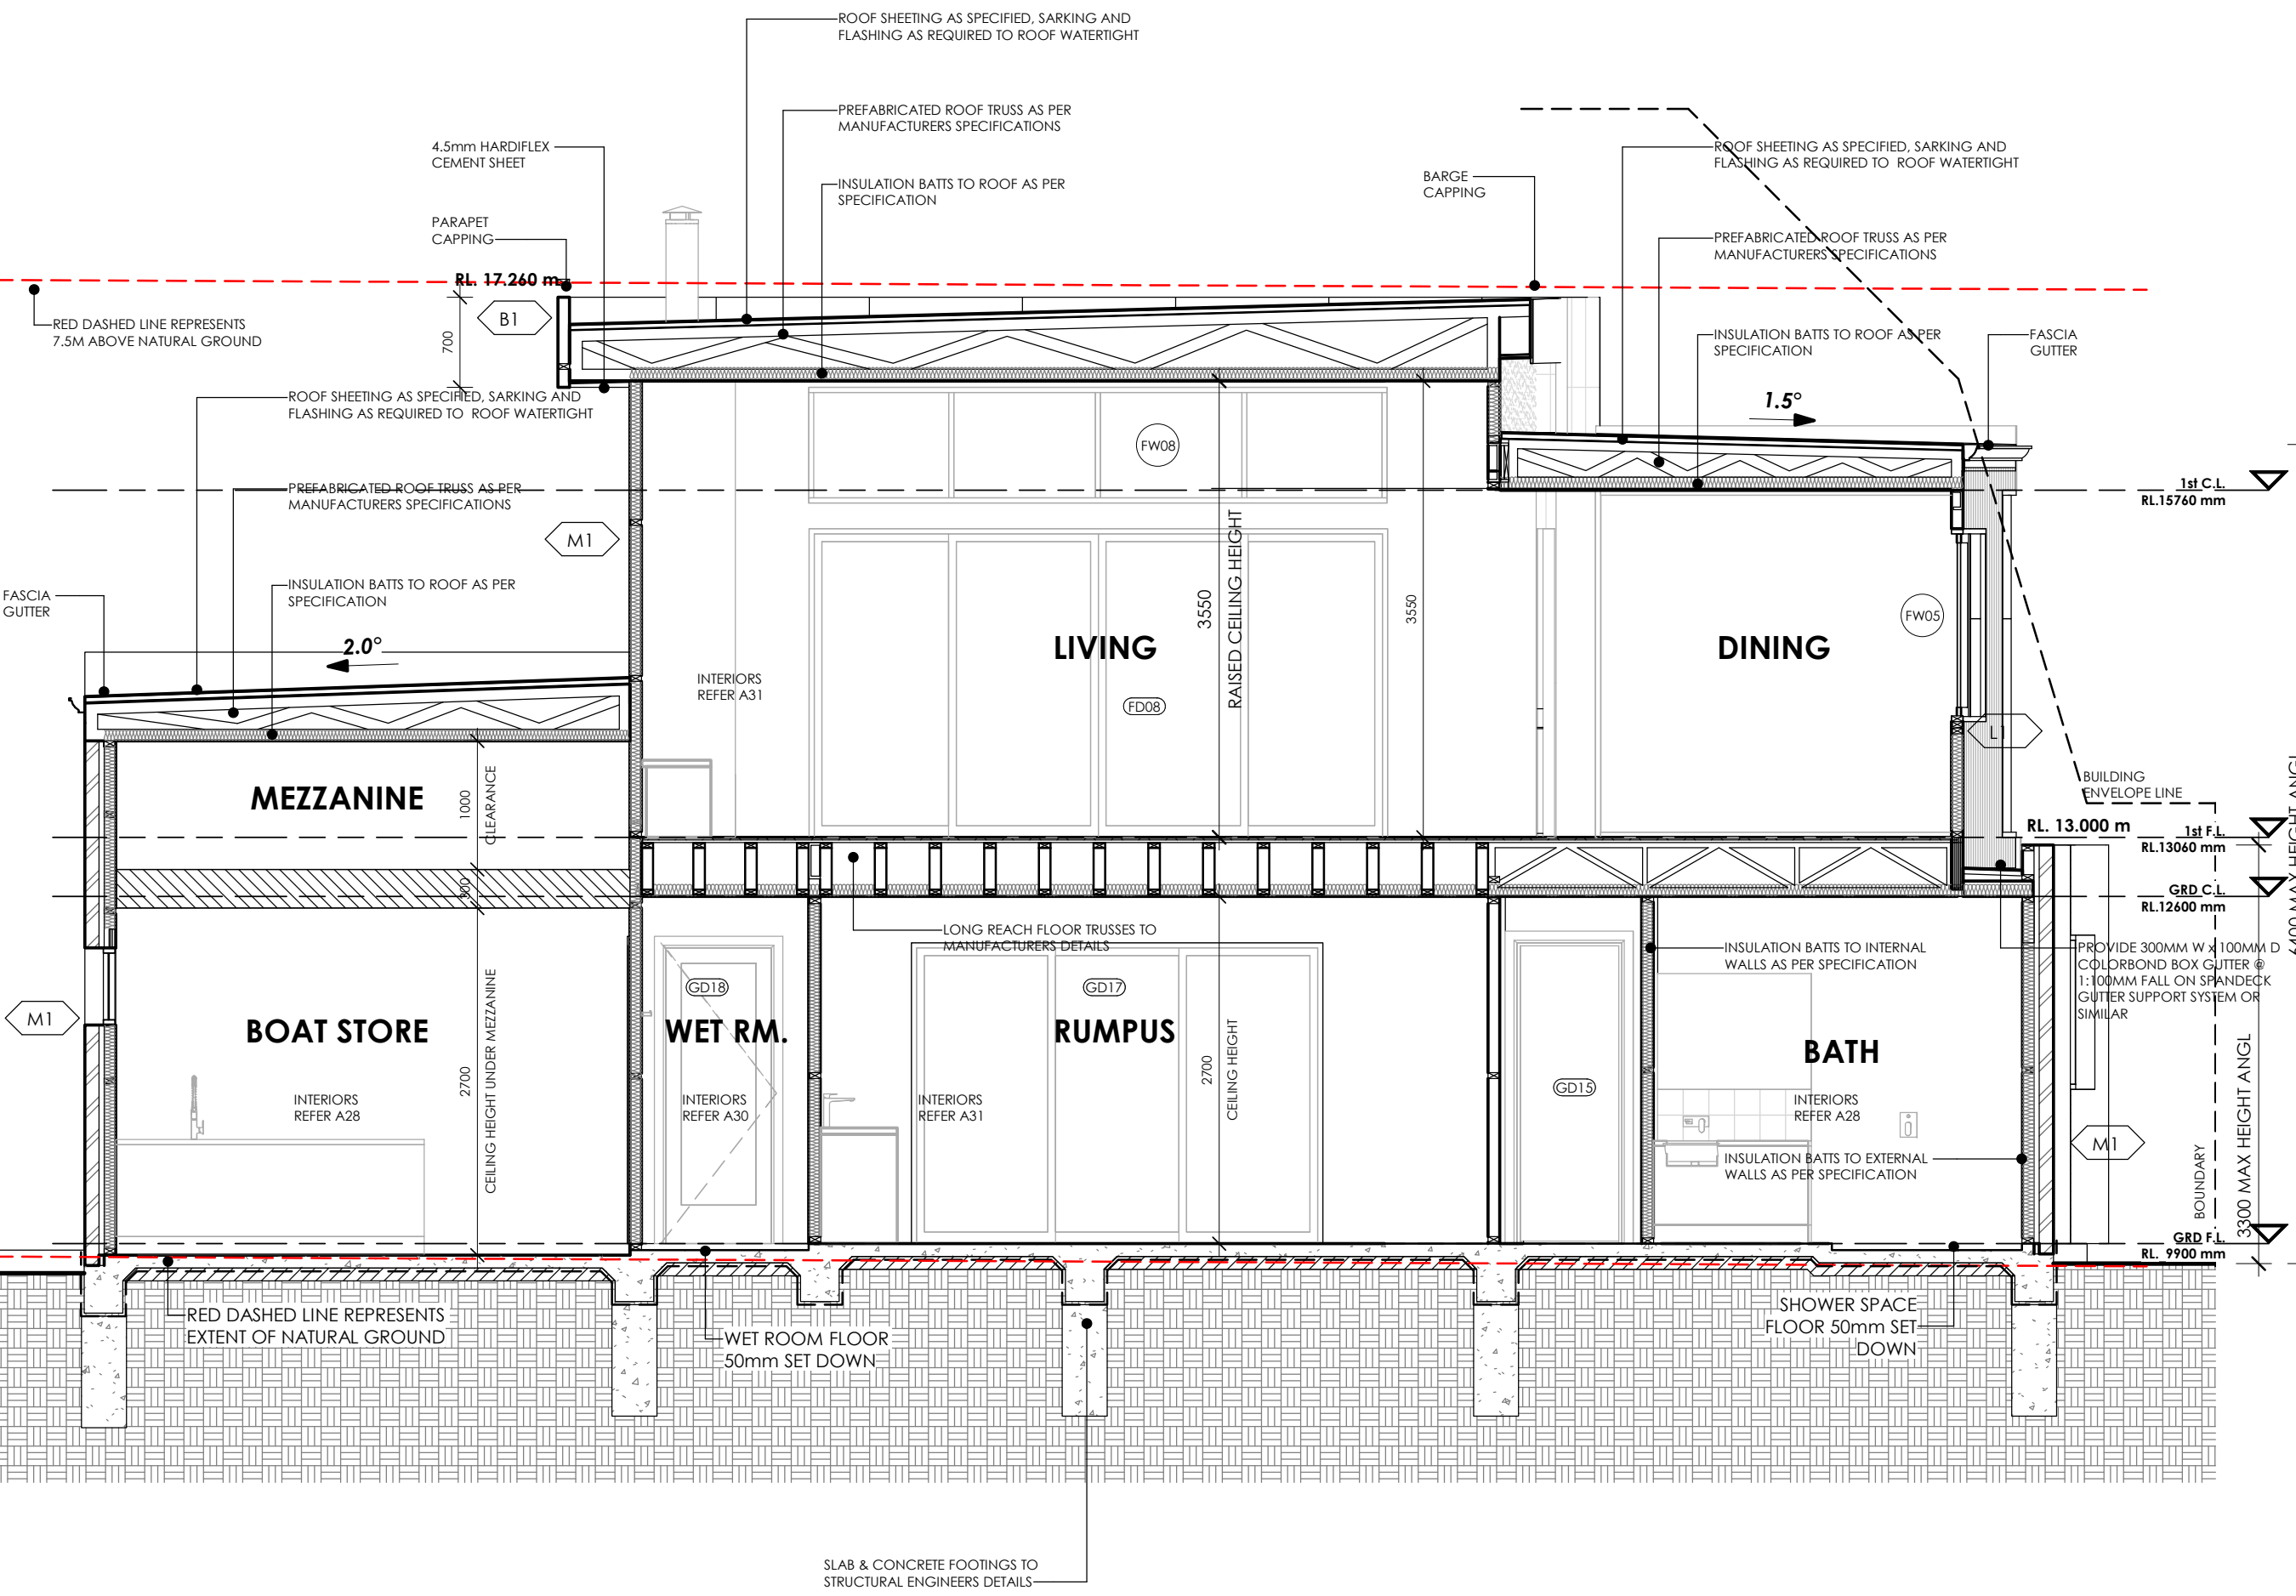 ROOF SHEETING AS SPECIFIED, SARKING AND
FLASHING AS REQUIRED TO ROOF WATERTIGHT
PREFABRICATED ROOF TRUSS AS PER
MANUFACTURERS SPECIFICATIONS
4.5mm HARDIFLEX
CEMENT SHEET
INSULATION BATTS TO ROOF AS PER
SPECIFICATION
PARAPET
CAPPING
BARGE
CAPPING
ROOF SHEETING AS SPECIFIED, SARKING AND
FLASHING AS REQUIRED TO ROOF WATERTIGHT
PREFABRICATED ROOF TRUSS AS PER
MANUFACTURERS SPECIFICATIONS
RL. 17.260 m
B1
700
RED DASHED LINE REPRESENTS
7.5M ABOVE NATURAL GROUND
INSULATION BATTS TO ROOF AS PER
SPECIFICATION
FASCIA
GUTTER
ROOF SHEETING AS SPECIFIED, SARKING AND
FLASHING AS REQUIRED TO ROOF WATERTIGHT
1.5°
FW08
PREFABRICATED ROOF TRUSS AS PER
MANUFACTURERS SPECIFICATIONS
1st C.L.
RL.15760 mm
M1
INSULATION BATTS TO ROOF AS PER
SPECIFICATION
FASCIA
GUTTER
3550
RAISED CEILING HEIGHT
3550
FW05
2.0°
LIVING
DINING
INTERIORS
REFER A31
FD08
L1
MEZZANINE
1000
CLEARANCE
BUILDING
ENVELOPE LINE
RL. 13.000 m
1st F.L.
RL.13060 mm
6400 MAX HEIGHT ANGL
300
GRD C.L.
RL.12600 mm
LONG REACH FLOOR TRUSSES TO
MANUFACTURERS DETAILS
INSULATION BATTS TO INTERNAL
WALLS AS PER SPECIFICATION
PROVIDE 300MM W x 100MM D
COLORBOND BOX GUTTER @
1:100MM FALL ON SPANDECK
GUTTER SUPPORT SYSTEM OR
SIMILAR
GD18
GD17
M1
BOAT STORE
WET RM.
RUMPUS
BATH
2700
CEILING HEIGHT UNDER MEZZANINE
2700
CEILING HEIGHT
GD15
INTERIORS
REFER A28
INTERIORS
REFER A30
INTERIORS
REFER A31
INTERIORS
REFER A28
M1
INSULATION BATTS TO EXTERNAL
WALLS AS PER SPECIFICATION
BOUNDARY
3300 MAX HEIGHT ANGL
GRD F.L.
RL. 9900 mm
RED DASHED LINE REPRESENTS
EXTENT OF NATURAL GROUND
WET ROOM FLOOR
50mm SET DOWN
SHOWER SPACE
FLOOR 50mm SET
DOWN
SLAB & CONCRETE FOOTINGS TO
STRUCTURAL ENGINEERS DETAILS